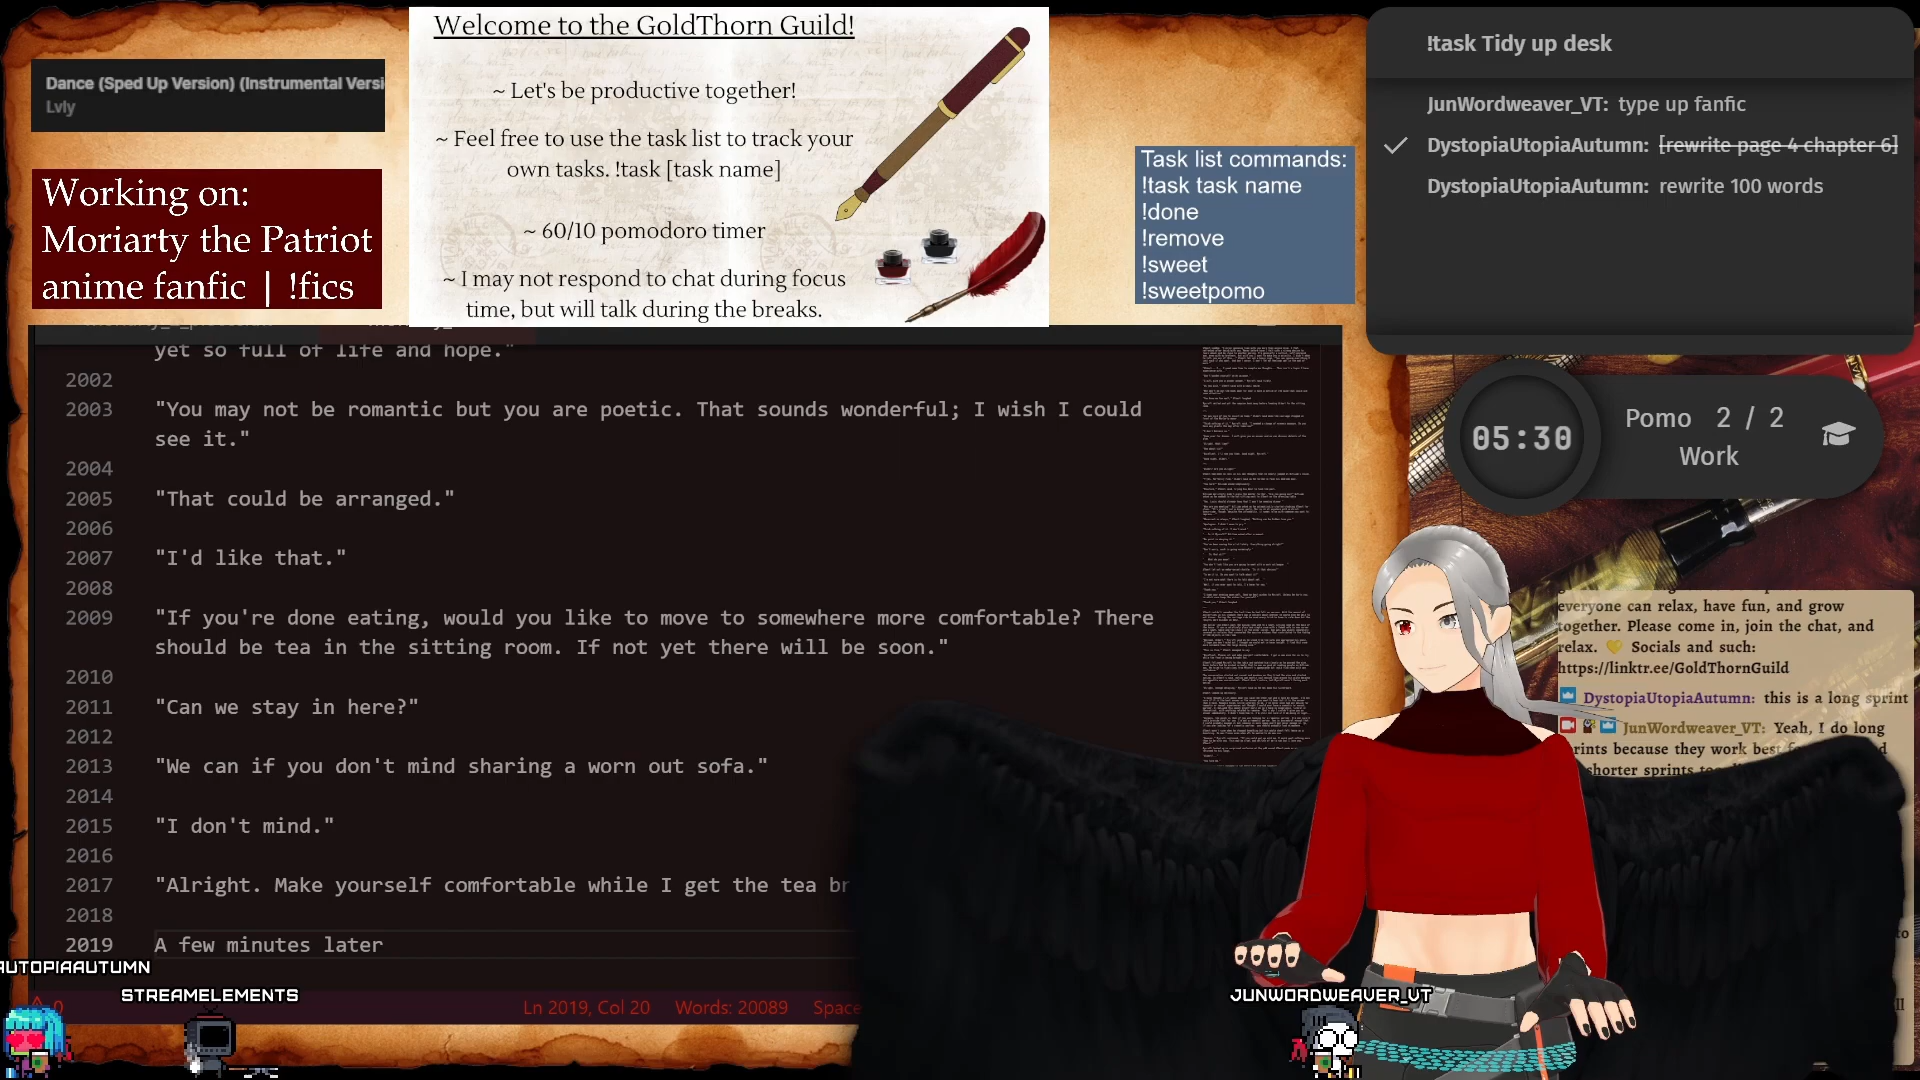 Dance (Sped Up Version) (Instrumental Versi
Lvly
Working on:
Moriarty the Patriot
anime fanfic | !fics
Welcome to the GoldThorn Guild!
~ Let's be productive together!
~ Feel free to use the task list to track your
own tasks. !task [task name]
~ 60/10 pomodoro timer
~ I may not respond to chat during focus
time, but will talk during the breaks.
Task list commands:
!task task name
!done
!remove
!sweet
!sweetpomo
!task Tidy up desk
JunWordweaver_VT: type up fanfic
DystopiaUtopiaAutumn: [rewrite page 4 chapter 6]
DystopiaUtopiaAutumn: rewrite 100 words
05:30
Pomo 2 / 2
Work
yet so full of life and hope."
2002
2003 "You may not be romantic but you are poetic. That sounds wonderful; I wish I could
see it."
2004
2005 "That could be arranged."
2006
2007 "I'd like that."
2008
2009 "If you're done eating, would you like to move to somewhere more comfortable? There
should be tea in the sitting room. If not yet there will be soon."
2010
2011 "Can we stay in here?"
2012
2013 "We can if you don't mind sharing a worn out sofa."
2014
2015 "I don't mind."
2016
2017 "Alright. Make yourself comfortable while I get the tea br
2018
2019 A few minutes later
Ln 2019, Col 20 Words: 20089 Space
everyone can relax, have fun, and grow
together. Please come in, join the chat, and
relax. Socials and such:
https://linktr.ee/GoldThornGuild
DystopiaUtopiaAutumn: this is a long sprint
JunWordweaver_VT: Yeah, I do long
rints because they work best
shorter sprints
AUTOPIAAUTUMN
STREAMELEMENTS
JUNWORDWEAVER_VT